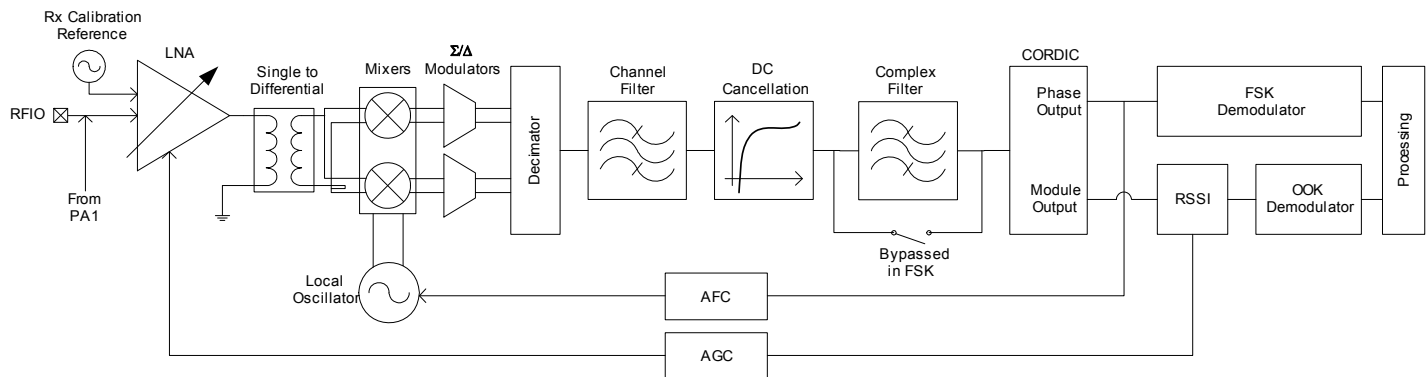 Rx Calibration
Reference
LNA
RFIO
From
PA1
Single to
Differential
Mixers
Σ/Δ
Modulators
Local
Oscillator
Decimator
Channel
Filter
DC
Cancellation
Complex
Filter
Bypassed
in FSK
CORDIC
Phase
Output
Module
Output
FSK
Demodulator
RSSI
OOK
Demodulator
Processing
AFC
AGC